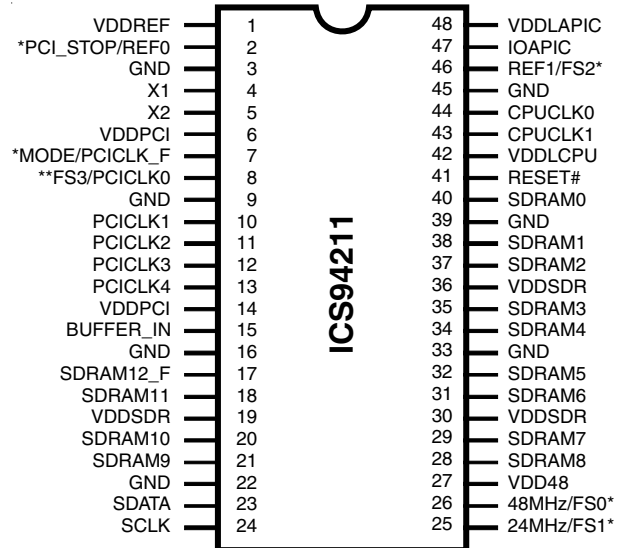 VDDREF 1 48 VDDLAPIC
*PCI_STOP/REF0 2 47 IOAPIC
GND 3 46 REF1/FS2*
X1 4 45 GND
X2 5 44 CPUCLK0
VDDPCI 6 43 CPUCLK1
*MODE/PCICLK_F 7 42 VDDLCPU
**FS3/PCICLK0 8 41 RESET#
GND 9 40 SDRAM0
PCICLK1 10 39 GND
PCICLK2 11 38 SDRAM1
PCICLK3 12 37 SDRAM2
PCICLK4 13 36 VDDSDR
VDDPCI 14 35 SDRAM3
BUFFER_IN 15 34 SDRAM4
GND 16 33 GND
SDRAM12_F 17 32 SDRAM5
SDRAM11 18 31 SDRAM6
VDDSDR 19 30 VDDSDR
SDRAM10 20 29 SDRAM7
SDRAM9 21 28 SDRAM8
GND 22 27 VDD48
SDATA 23 26 48MHz/FS0*
SCLK 24 25 24MHz/FS1*
ICS94211